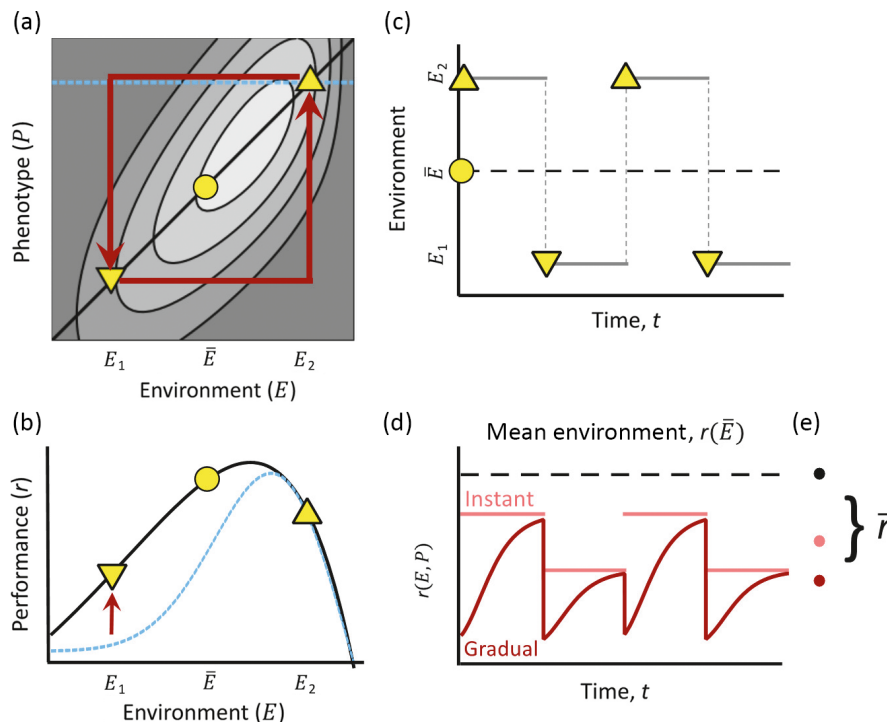 (a)
Phenotype (P)
E₁ Ē E₂
Environment (E)
(b)
Performance (r)
E₁ Ē E₂
Environment (E)
(c)
Environment
E₂
Ē
E₁
Time, t
(d)
Mean environment, r(Ē)
Instant
Gradual
r(E, P)
Time, t
(e)
} r̄